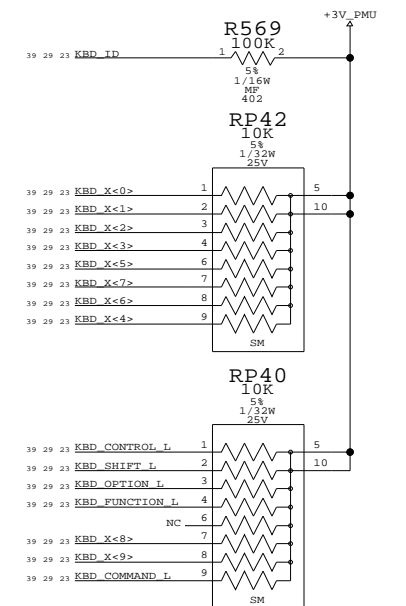 +3V_PMU
R569
100K
39 29 23 KBD_ID 1 2
5%
1/16W
MF
402
RP42
10K
5%
1/32W
25V
39 29 23 KBD_X<0> 1 5
39 29 23 KBD_X<1> 2 10
39 29 23 KBD_X<2> 3
39 29 23 KBD_X<3> 4
39 29 23 KBD_X<5> 6
39 29 23 KBD_X<7> 7
39 29 23 KBD_X<6> 8
39 29 23 KBD_X<4> 9
SM
RP40
10K
5%
1/32W
25V
39 29 23 KBD_CONTROL_L 1 5
39 29 23 KBD_SHIFT_L 2 10
39 29 23 KBD_OPTION_L 3
39 29 23 KBD_FUNCTION_L 4
NC 6
39 29 23 KBD_X<8> 7
39 29 23 KBD_X<9> 8
39 29 23 KBD_COMMAND_L 9
SM